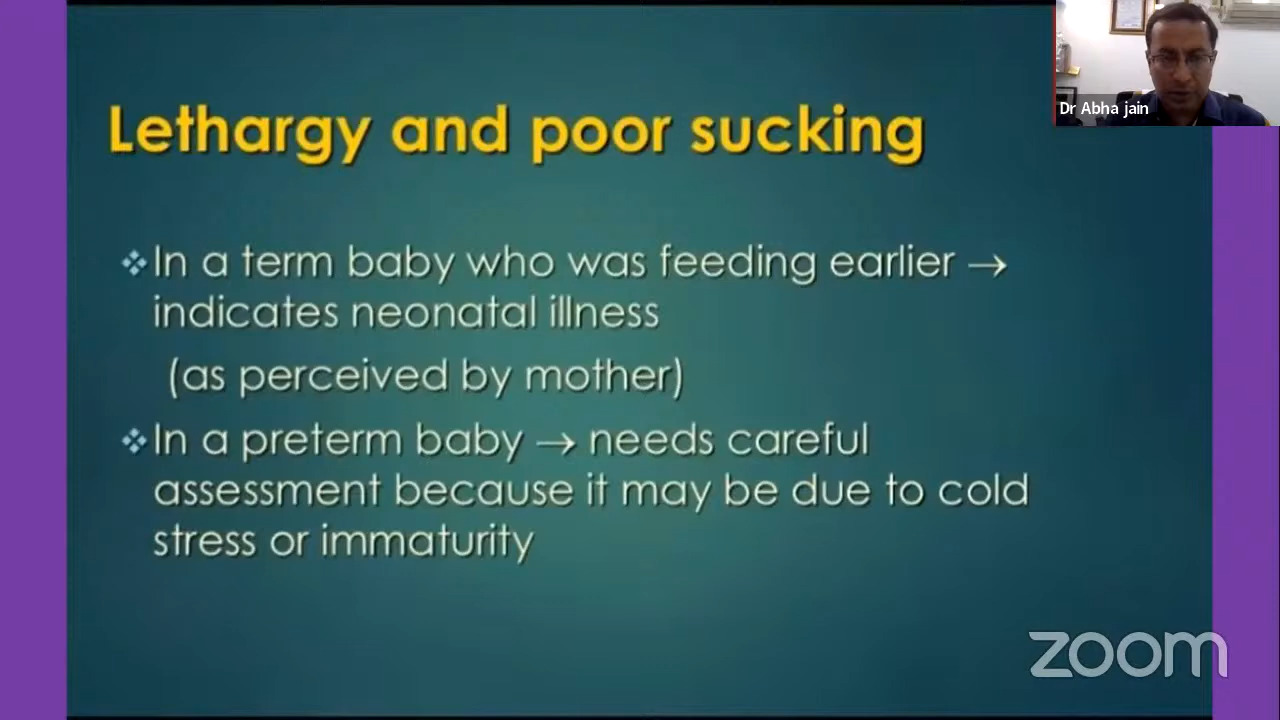 Dr Abha jain
Lethargy and poor sucking
❖In a term baby who was feeding earlier →
indicates neonatal illness
(as perceived by mother)
❖In a preterm baby → needs careful
assessment because it may be due to cold
stress or immaturity
zoom